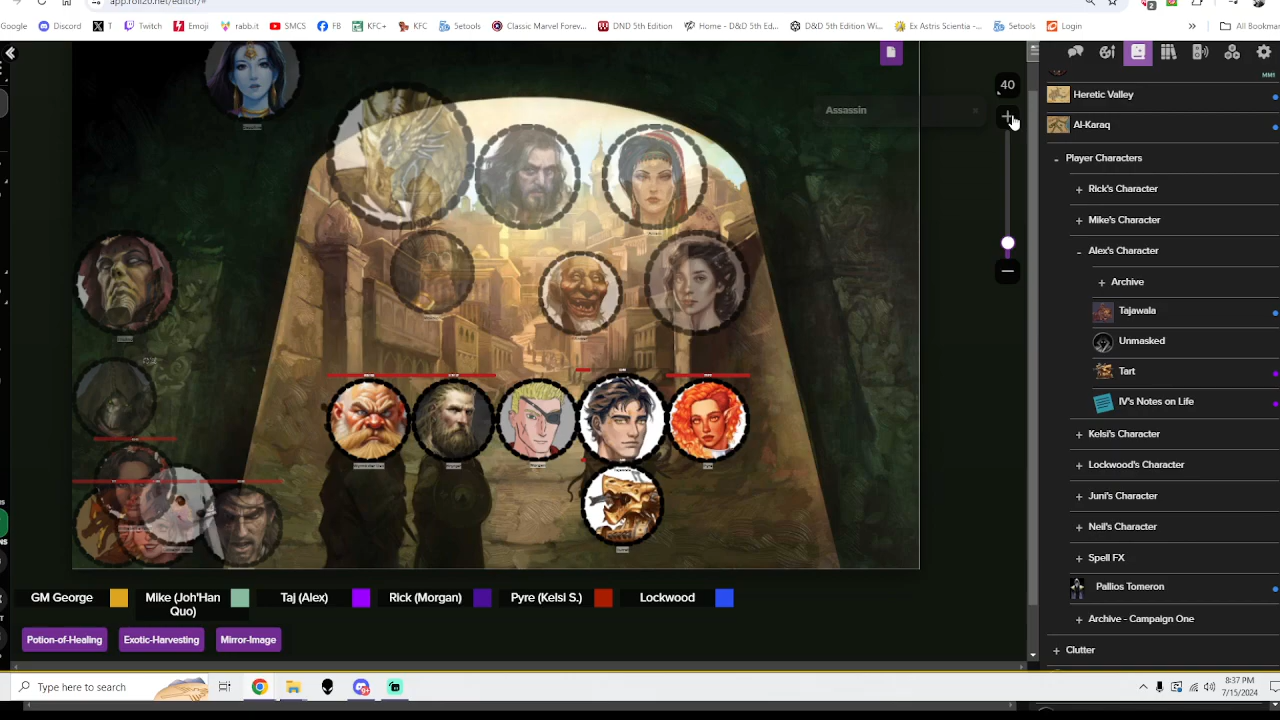 app.roll20.net/editor/#
Discord
T
Twitch
Emoji
rabb.it
SMCS
FB
KFC+
KFC
5etools
Classic Marvel Forev...
DND 5th Edition
Home - D&D 5th Ed...
D&D 5th Edition Wi...
Ex Astris Scientia -...
5etools
Login
»
All Bookmar
2
40
Assassin
×
MM!
Heretic Valley
Al-Karaq
Player Characters
Rick's Character
Mike's Character
Alex's Character
Archive
Tajawala
Unmasked
Tart
IV's Notes on Life
Kelsi's Character
Lockwood's Character
Juni's Character
Neil's Character
Spell FX
Pallios Tomeron
Archive - Campaign One
Clutter
GM George
Mike (Joh'Han
Quo)
Taj (Alex)
Rick (Morgan)
Pyre (Kelsi S.)
Lockwood
Potion-of-Healing
Exotic-Harvesting
Mirror-Image
Type here to search
8:37 PM
7/15/2024